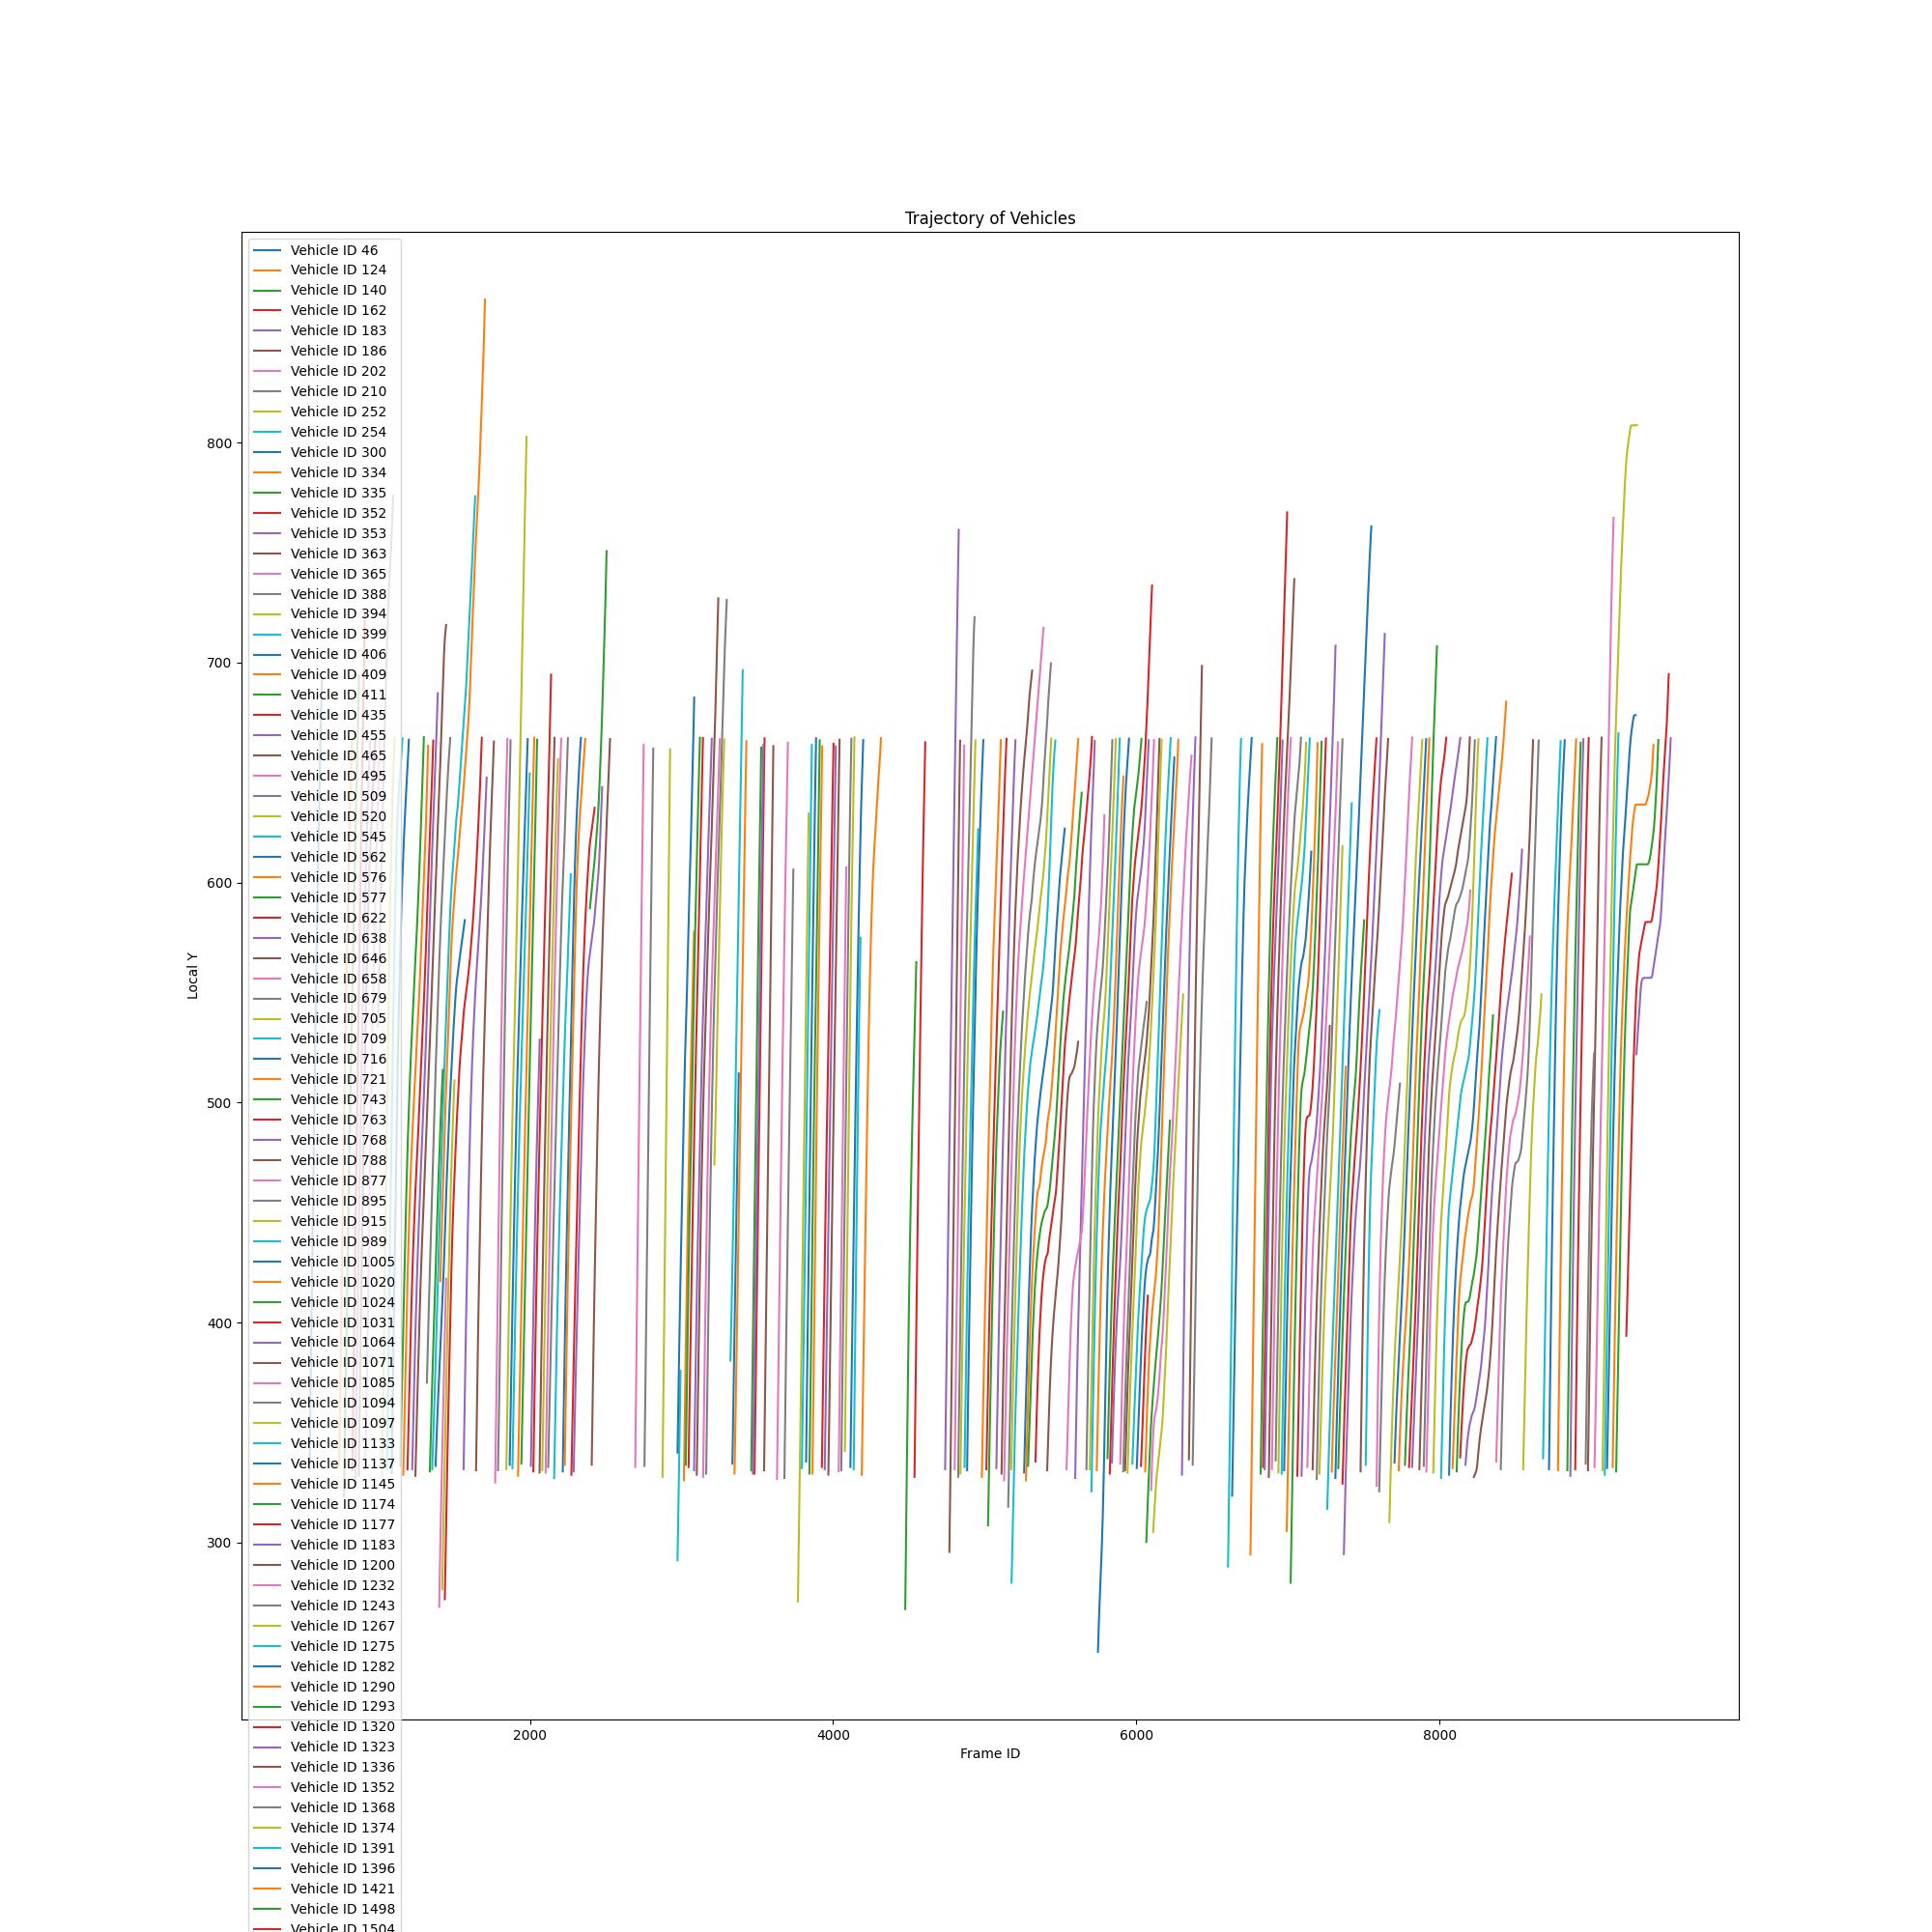 Trajectory of Vehicles
Vehicle ID 46
Vehicle ID 124
Vehicle ID 140
Vehicle ID 162
Vehicle ID 183
Vehicle ID 186
Vehicle ID 202
Vehicle ID 210
Vehicle ID 252
Vehicle ID 254
Vehicle ID 300
Vehicle ID 334
Vehicle ID 335
Vehicle ID 352
Vehicle ID 353
Vehicle ID 363
Vehicle ID 365
Vehicle ID 388
Vehicle ID 394
Vehicle ID 399
Vehicle ID 406
Vehicle ID 409
Vehicle ID 411
Vehicle ID 435
Vehicle ID 455
Vehicle ID 465
Vehicle ID 495
Vehicle ID 509
Vehicle ID 520
Vehicle ID 545
Vehicle ID 562
Vehicle ID 576
Vehicle ID 577
Vehicle ID 622
Vehicle ID 638
Vehicle ID 646
Vehicle ID 658
Vehicle ID 679
Vehicle ID 705
Vehicle ID 709
Vehicle ID 716
Vehicle ID 721
Vehicle ID 743
Vehicle ID 763
Vehicle ID 768
Vehicle ID 788
Vehicle ID 877
Vehicle ID 895
Vehicle ID 915
Vehicle ID 989
Vehicle ID 1005
Vehicle ID 1020
Vehicle ID 1024
Vehicle ID 1031
Vehicle ID 1064
Vehicle ID 1071
Vehicle ID 1085
Vehicle ID 1094
Vehicle ID 1097
Vehicle ID 1133
Vehicle ID 1137
Vehicle ID 1145
Vehicle ID 1174
Vehicle ID 1177
Vehicle ID 1183
Vehicle ID 1200
Vehicle ID 1232
Vehicle ID 1243
Vehicle ID 1267
Vehicle ID 1275
Vehicle ID 1282
Vehicle ID 1290
Vehicle ID 1293
Vehicle ID 1320
Vehicle ID 1323
Vehicle ID 1336
Vehicle ID 1352
Vehicle ID 1368
Vehicle ID 1374
Vehicle ID 1391
Vehicle ID 1396
Vehicle ID 1421
Vehicle ID 1498
Vehicle ID 1504
800
700
600
500
400
300
Local Y
2000
4000
6000
8000
Frame ID